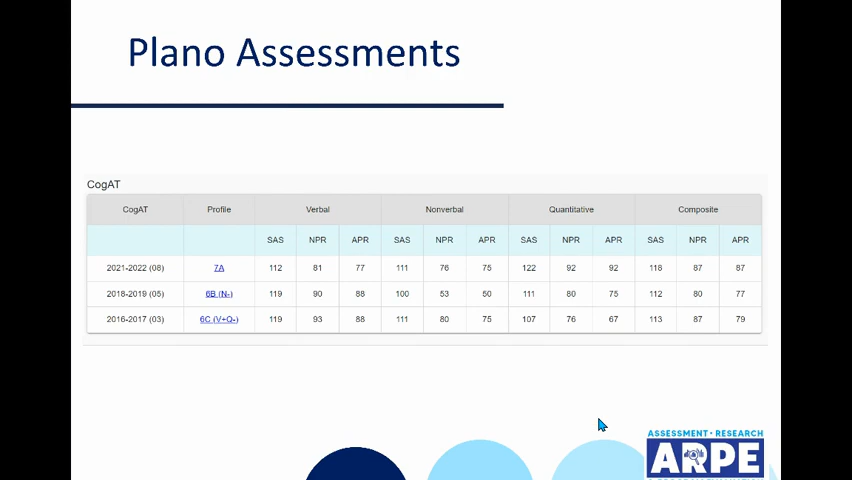 Plano Assessments
CogAT
CogAT Profile Verbal Nonverbal Quantitative Composite
SAS NPR APR SAS NPR APR SAS NPR APR SAS NPR APR
2021-2022 (08) 7A 112 81 77 111 76 75 122 92 92 118 87 87
2018-2019 (05) 6B (N-) 119 90 88 100 53 50 111 80 75 112 80 77
2016-2017 (03) 6C (V+Q-) 119 93 88 111 80 75 107 76 67 113 87 79
ASSESSMENT • RESEARCH
ARPE